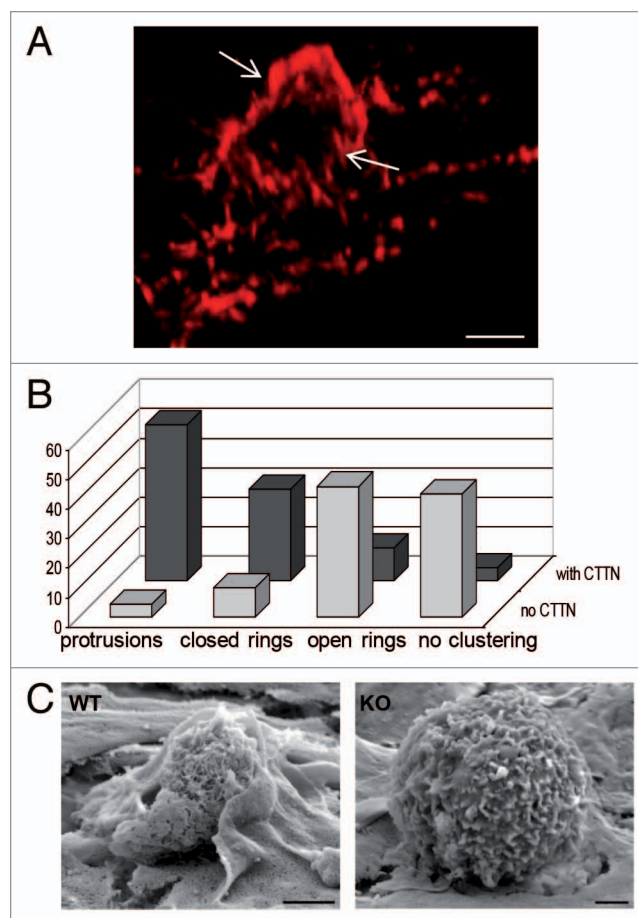 A
B
60
50
40
30
20
10
0
with CTTN
no CTTN
protrusions closed rings open rings no clustering
C
WT KO